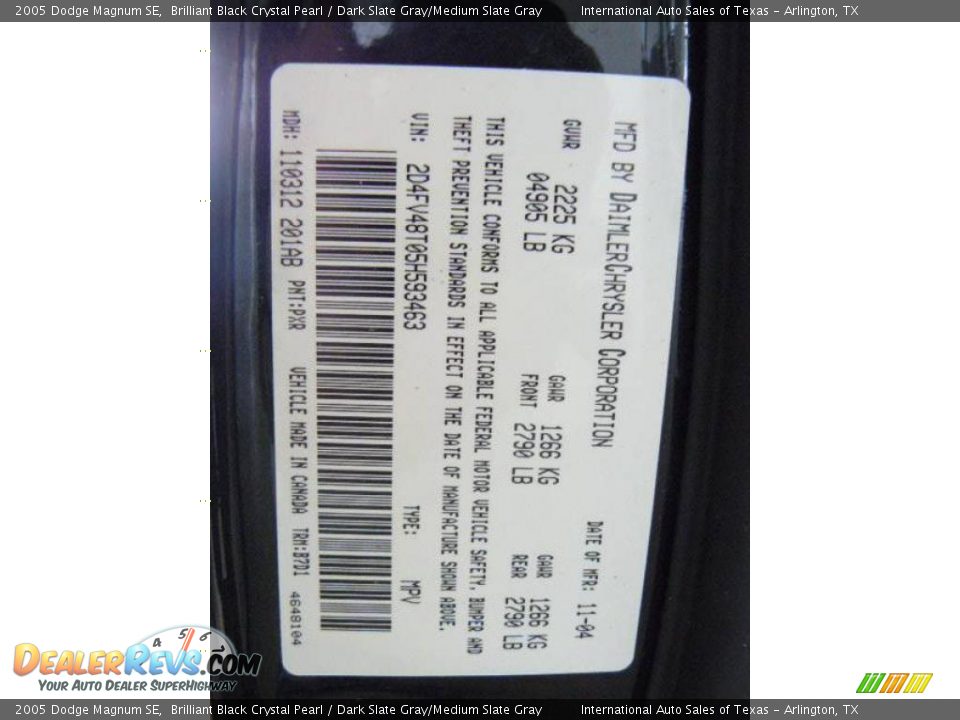 2005 Dodge Magnum SE,  Brilliant Black Crystal Pearl / Dark Slate Gray/Medium Slate Gray          International Auto Sales of Texas - Arlington, TX
MFD BY DAIMLERCHRYSLER CORPORATION
DATE OF MFR: 11-04
GVWR 2225 KG
04905 LB
GAWR 1266 KG
FRONT 2790 LB
GAWR 1266 KG
REAR 2790 LB
THIS VEHICLE CONFORMS TO ALL APPLICABLE FEDERAL MOTOR VEHICLE SAFETY, BUMPER AND
THEFT PREVENTION STANDARDS IN EFFECT ON THE DATE OF MANUFACTURE SHOWN ABOVE.
VIN: 2D4FV48T05H593463 TYPE: MPV
MDH: 110312 201AB PNT:PXR VEHICLE MADE IN CANADA TRM:B7D1 4648104
4 5 6
DEALERREVS.COM
YOUR AUTO DEALER SUPERHIGHWAY
2005 Dodge Magnum SE,  Brilliant Black Crystal Pearl / Dark Slate Gray/Medium Slate Gray          International Auto Sales of Texas - Arlington, TX